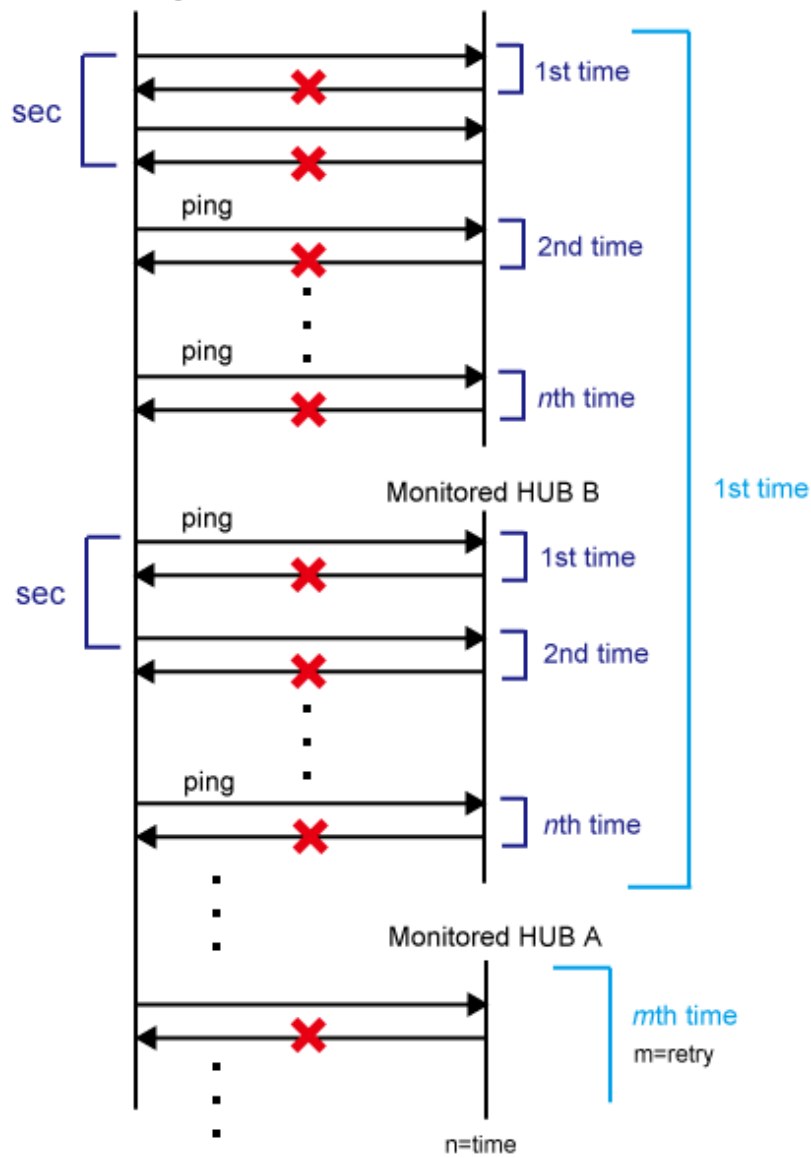 1st time
sec
ping
2nd time
ping
nth time
1st time
Monitored HUB B
ping
1st time
sec
2nd time
ping
nth time
Monitored HUB A
mth time
m=retry
n=time